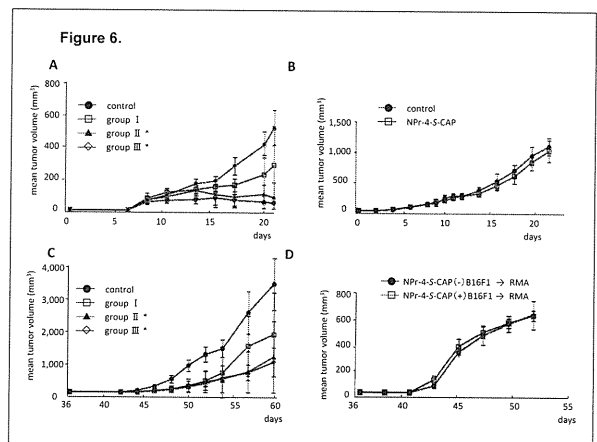 Figure 6.
A
mean tumor volume (mm³)
800
600
400
200
0
control
group I
group II *
group III *
0 5 10 15 20
days
B
mean tumor volume (mm³)
1,500
1,000
500
0
control
NPr-4-S-CAP
0 5 10 15 20
days
C
mean tumor volume (mm³)
4,000
3,000
2,000
1,000
0
control
group I
group II *
group III *
36 40 45 50 55 60
days
D
mean tumor volume (mm³)
800
600
400
200
0
NPr-4-S-CAP(-)B16F1 → RMA
NPr-4-S-CAP(+)B16F1 → RMA
36 40 45 50 55
days